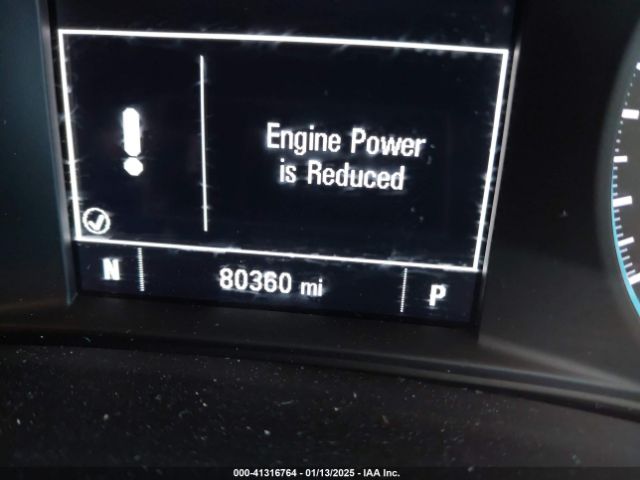 Engine Power
is Reduced
N 80360 mi P
000-41316764 - 01/13/2025 - IAA Inc.